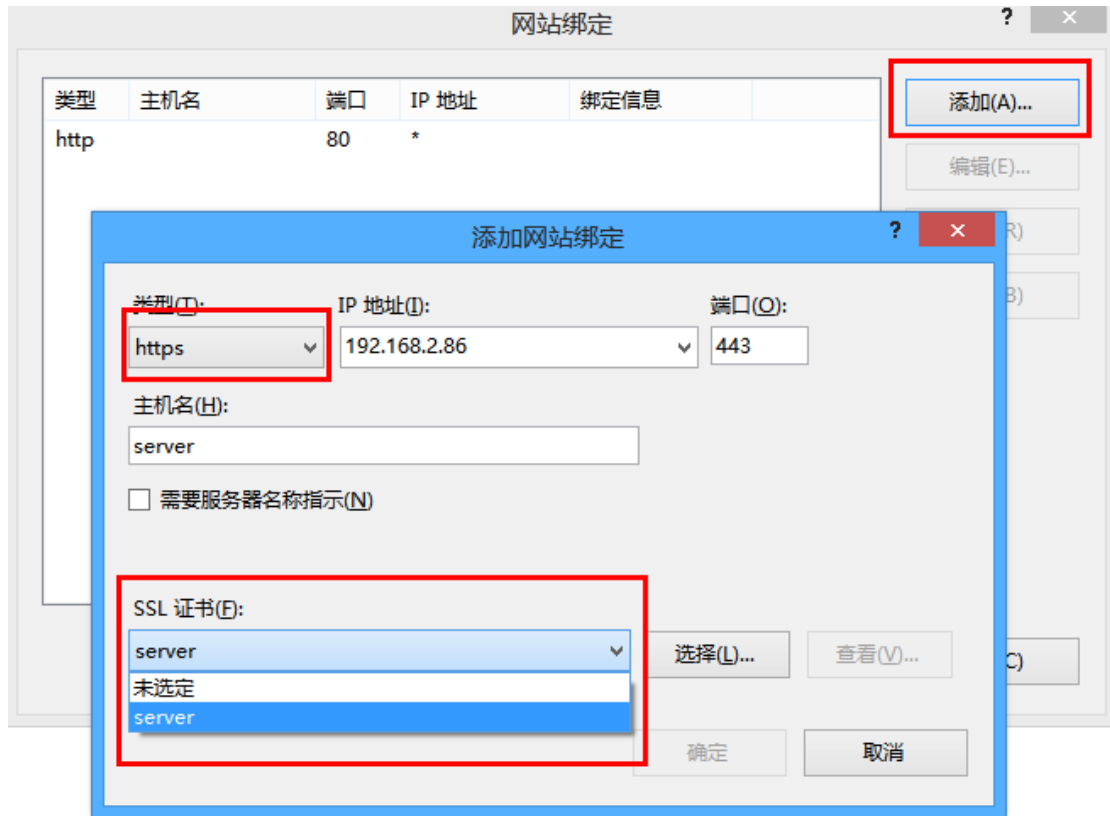 网站绑定
?
类型 主机名 端口 IP 地址 绑定信息
http 80 *
添加(A)...
编辑(E)...
R)
B)
C)
添加网站绑定
?
类型(T): IP 地址(I): 端口(O):
https 192.168.2.86 443
主机名(H):
server
需要服务器名称指示(N)
SSL 证书(F):
server 选择(L)... 查看(V)...
未选定
server
确定 取消